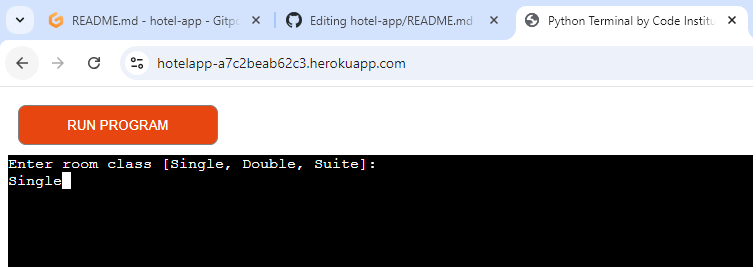 README.md - hotel-app - Gitpo
Editing hotel-app/README.md
Python Terminal by Code Institu
hotelapp-a7c2beab62c3.herokuapp.com
RUN PROGRAM
Enter room class [Single, Double, Suite]:
Single